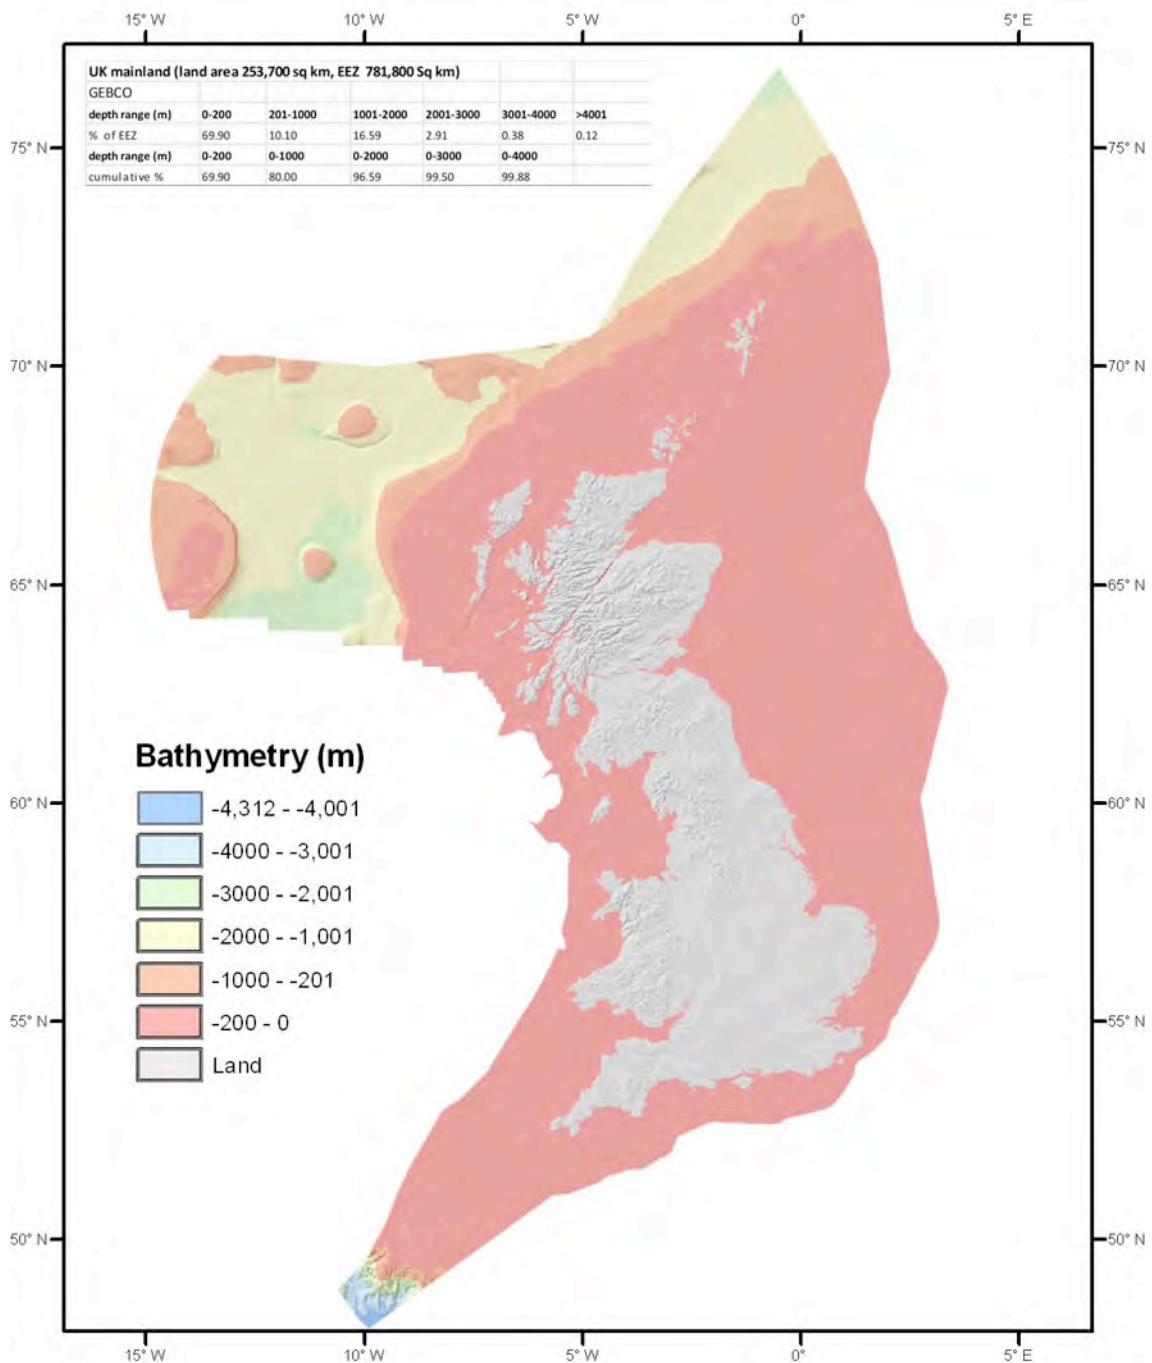 15° W 10° W 5° W 0° 5° E
UK mainland (land area 253,700 sq km, EEZ 781,800 Sq km)
GEBCO
depth range (m) 0-200 201-1000 1001-2000 2001-3000 3001-4000 >4001
% of EEZ 69.90 10.10 16.59 2.91 0.38 0.12
depth range (m) 0-200 0-1000 0-2000 0-3000 0-4000
cumulative % 69.90 80.00 96.59 99.50 99.88
75° N 75° N
70° N 70° N
65° N 65° N
Bathymetry (m)
60° N 60° N
-4,312 - -4,001
-4000 - -3,001
-3000 - -2,001
-2000 - -1,001
-1000 - -201
-200 - 0
55° N 55° N
Land
50° N 50° N
15° W 10° W 5° W 0° 5° E